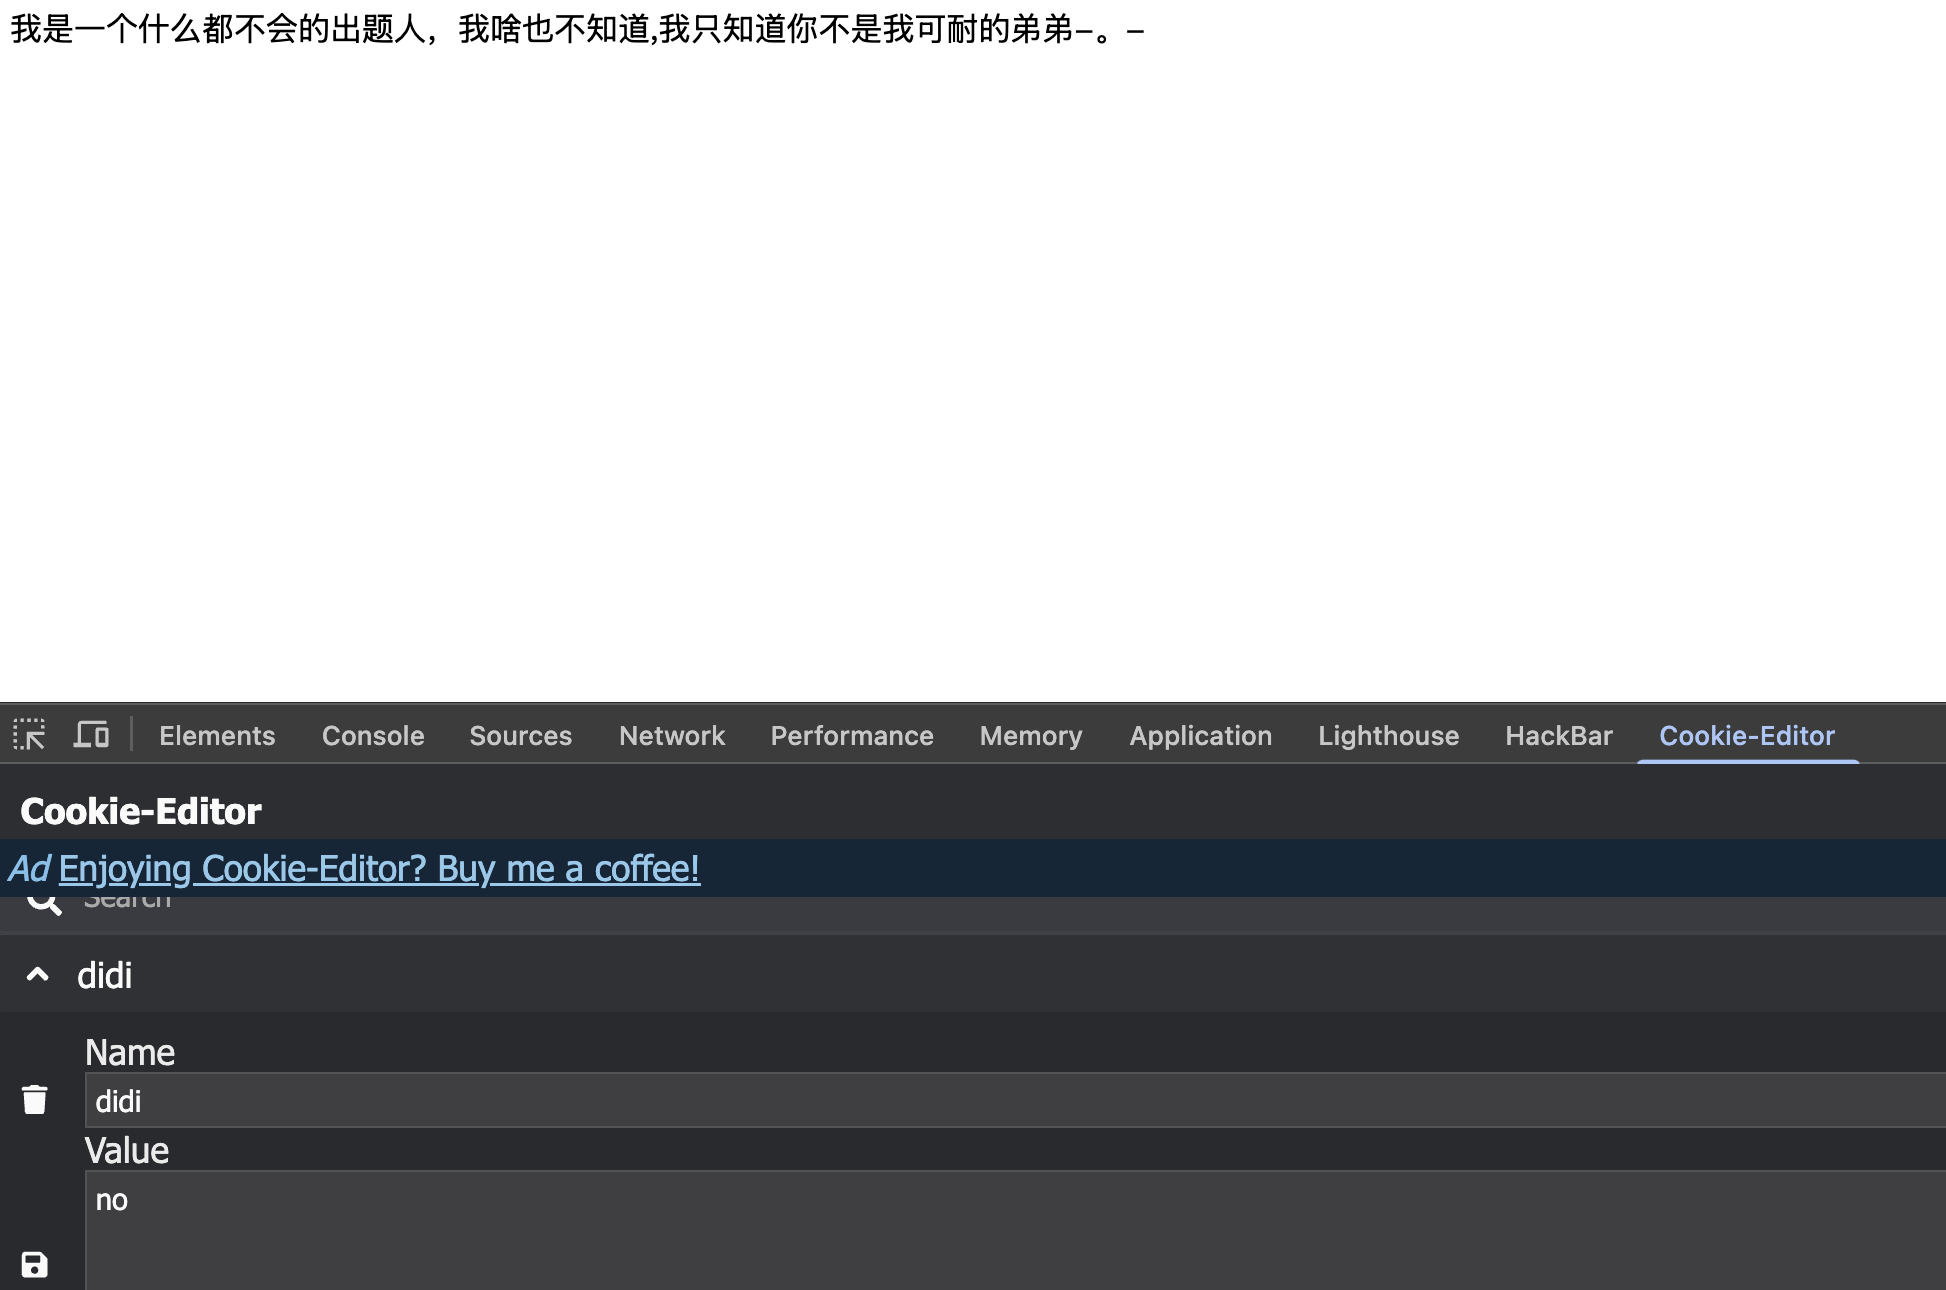 我是一个什么都不会的出题人，我啥也不知道,我只知道你不是我可耐的弟弟-。-
Elements Console Sources Network Performance Memory Application Lighthouse HackBar Cookie-Editor
Cookie-Editor
Ad Enjoying Cookie-Editor? Buy me a coffee!
Search
didi
Name
didi
Value
no